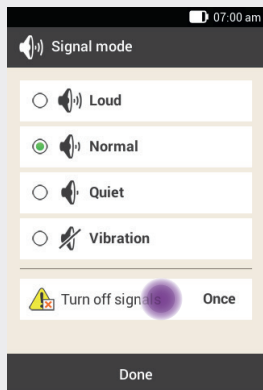 07:00 am
Signal mode
Loud
Normal
Quiet
Vibration
Turn off signals Once
Done